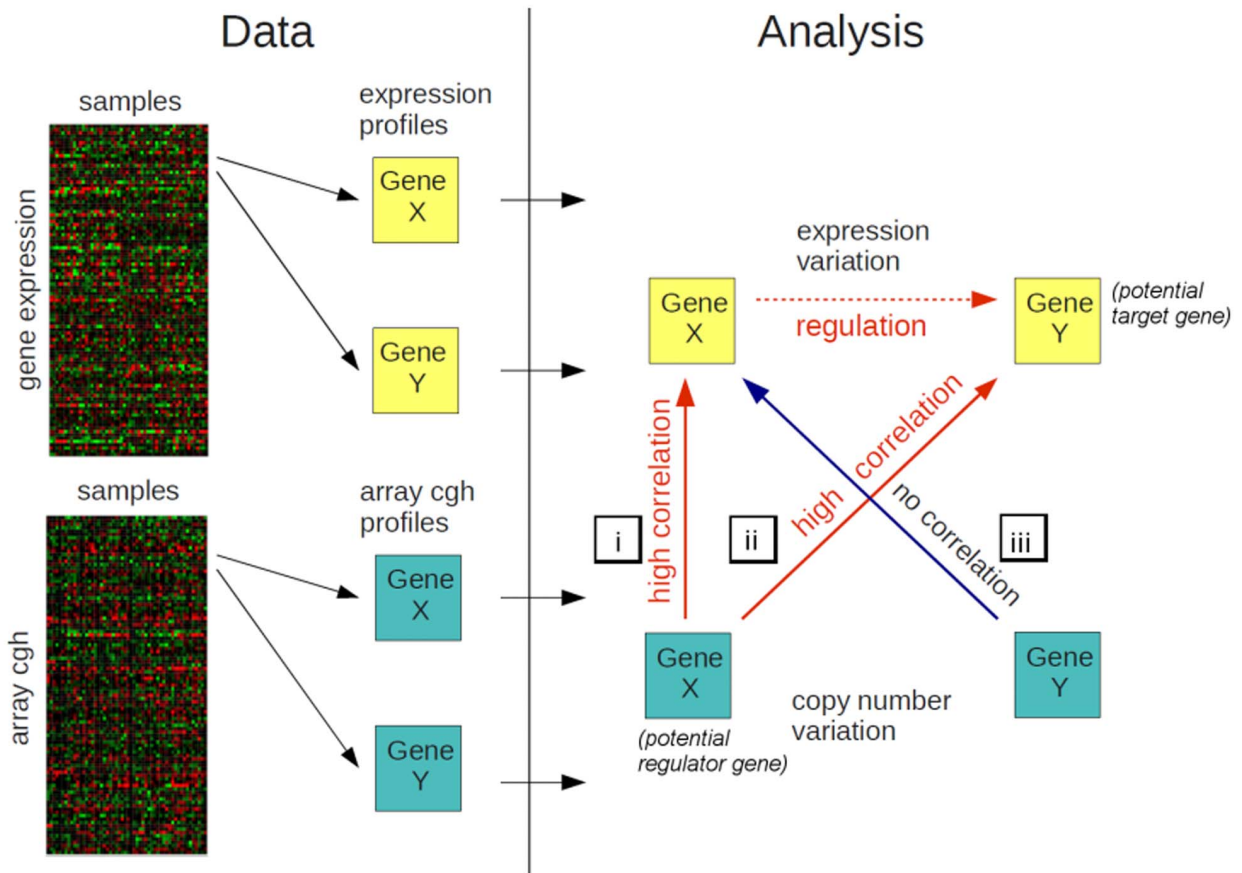 Data
Analysis
samples
expression
profiles
gene expression
Gene
X
Gene
Y
samples
array cgh
profiles
array cgh
Gene
X
Gene
Y
expression
variation
regulation
Gene
X
Gene
Y
(potential
target gene)
high correlation
high correlation
no correlation
i
ii
iii
Gene
X
(potential
regulator gene)
copy number
variation
Gene
Y